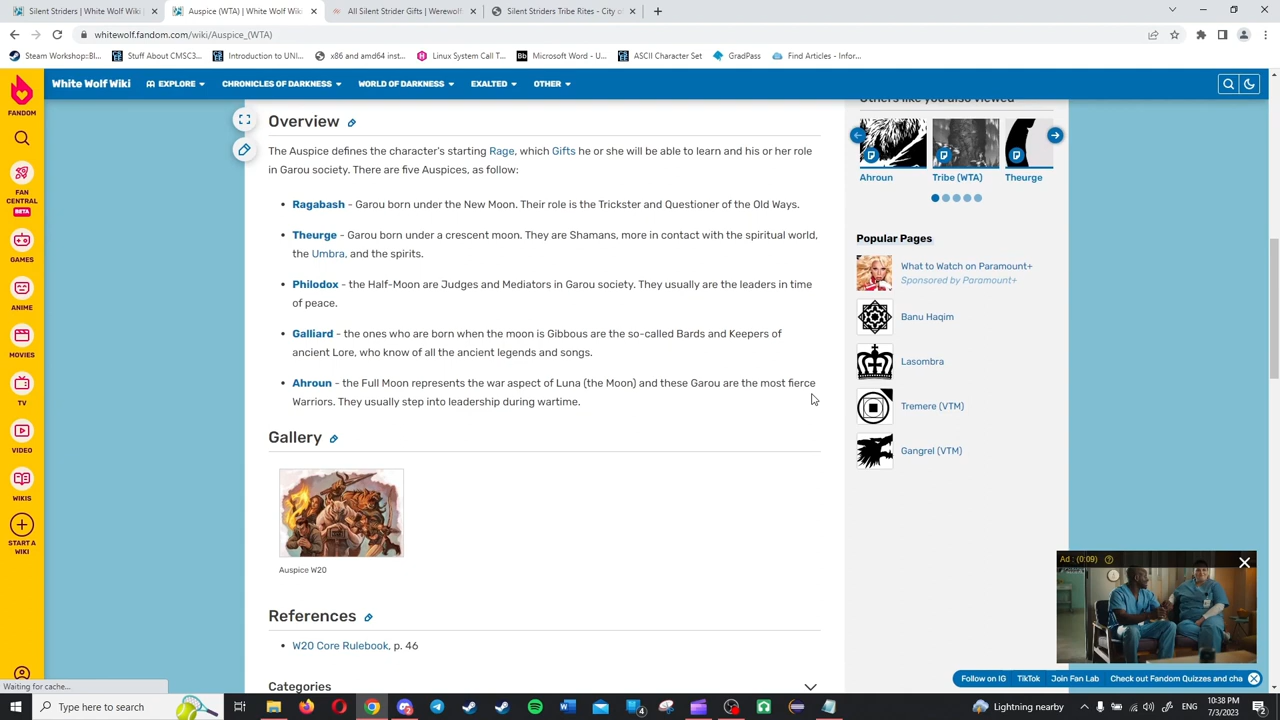 Silent Striders | White Wolf Wiki
Auspice (WTA) | White Wolf Wiki
All Silent Strider Gifts | Werewolf
Silent Striders Tribe Rites - City o
whitewolf.fandom.com/wiki/Auspice_(WTA)
Steam Workshop::Bl...
Stuff About CMSC3...
Introduction to UNI...
x86 and amd64 inst...
Linux System Call T...
Microsoft Word - U...
ASCII Character Set
GradPass
Find Articles - Infor...
White Wolf Wiki
EXPLORE
CHRONICLES OF DARKNESS
WORLD OF DARKNESS
EXALTED
OTHER
FANDOM
FAN
CENTRAL
BETA
GAMES
ANIME
MOVIES
TV
VIDEO
WIKIS
START A
WIKI
Overview
The Auspice defines the character's starting Rage, which Gifts he or she will be able to learn and his or her role
in Garou society. There are five Auspices, as follow:
Ragabash - Garou born under the New Moon. Their role is the Trickster and Questioner of the Old Ways.
Theurge - Garou born under a crescent moon. They are Shamans, more in contact with the spiritual world,
the Umbra, and the spirits.
Philodox - the Half-Moon are Judges and Mediators in Garou society. They usually are the leaders in time
of peace.
Galliard - the ones who are born when the moon is Gibbous are the so-called Bards and Keepers of
ancient Lore, who know of all the ancient legends and songs.
Ahroun - the Full Moon represents the war aspect of Luna (the Moon) and these Garou are the most fierce
Warriors. They usually step into leadership during wartime.
Gallery
Auspice W20
References
W20 Core Rulebook, p. 46
Categories
Others like you also viewed
Ahroun
Tribe (WTA)
Theurge
Popular Pages
What to Watch on Paramount+
Sponsored by Paramount+
Banu Haqim
Lasombra
Tremere (VTM)
Gangrel (VTM)
Ad : (0:09)
Follow on IG
TikTok
Join Fan Lab
Check out Fandom Quizzes and cha
Waiting for cache...
Type here to search
Lightning nearby
10:38 PM
7/3/2023